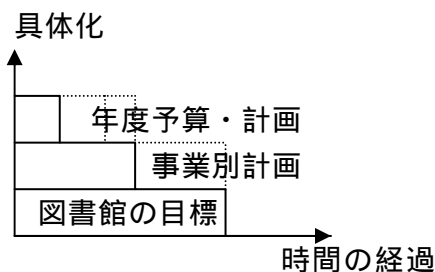 具体化
年度予算・計画
事業別計画
図書館の目標
時間の経過